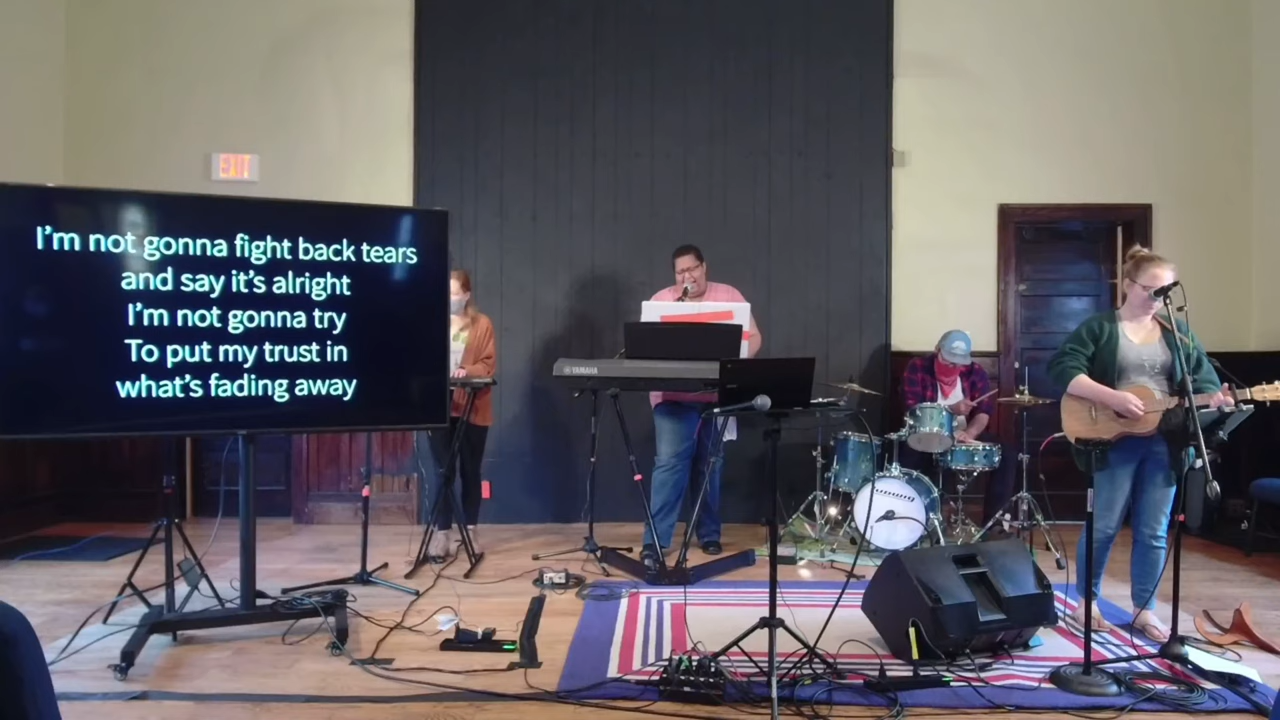 EXIT
I'm not gonna fight back tears
and say it's alright
I'm not gonna try
To put my trust in
what's fading away
YAMAHA
Ludwig